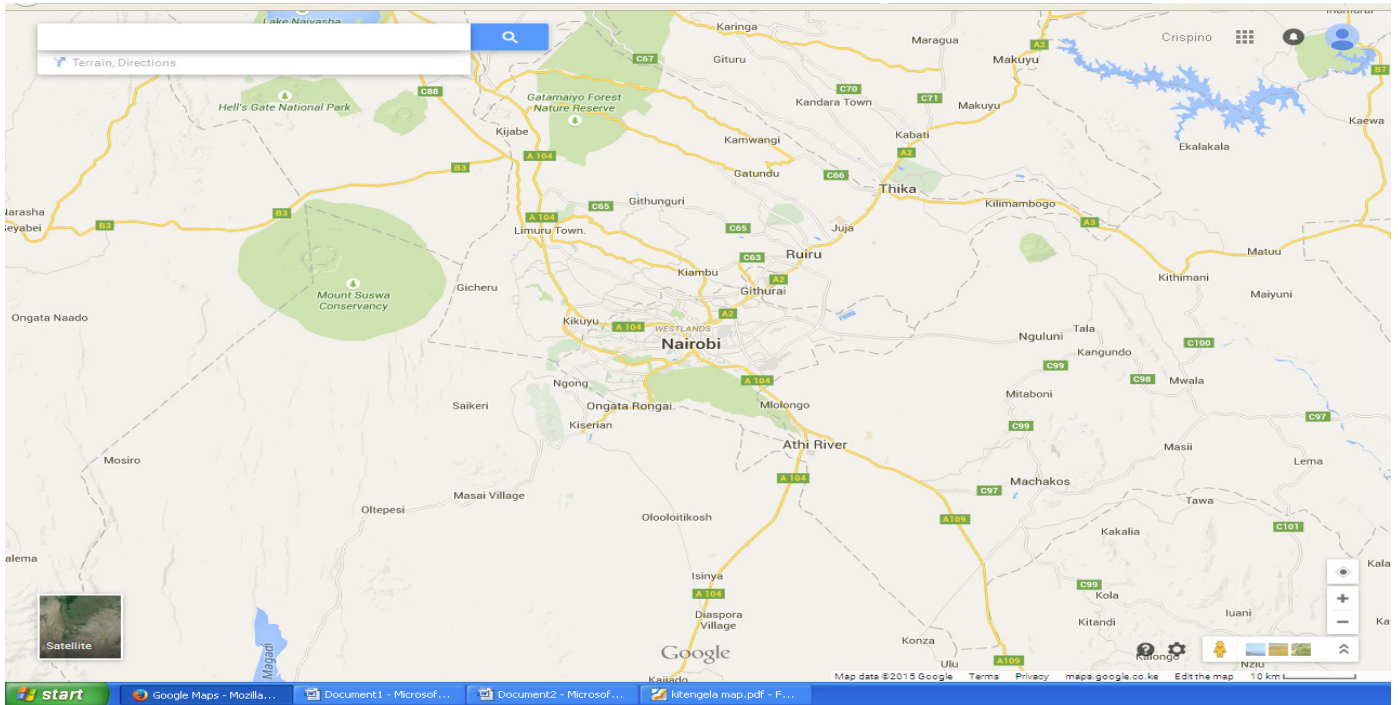 Lake Naivasha
Karinga
Maragua
A2
Makuyu
Crispino
B7
Terrain, Directions
C67
Gituru
C88
Hell's Gate National Park
Gatamaiyo Forest
Nature Reserve
C70
Kandara Town
C71
Makuyu
Kaewa
Kijabe
Kamwangi
Kabati
A2
Ekalakala
A 104
B3
Gatundu
C66
Thika
Kilimambogo
Narasha
Seyabei
B3
B3
C65
Githunguri
A 104
Limuru Town.
C65
Juja
A3
Matuu
Ruiru
C63
Kiambu
A2
Githurai
Kithimani
Maiyuni
Gicheru
Mount Suswa
Conservancy
Ongata Naado
Kikuyu
A 104
WESTLANDS
A2
Nairobi
Nguluni
Tala
Kangundo
C100
C99
C98
Mwala
Ngong
A 104
Mitaboni
Saikeri
Ongata Rongai
Mlolongo
Kiserian
C99
C97
Athi River
Masii
Lema
Mosiro
A 104
Machakos
C97
Masai Village
Tawa
Oltepesi
Olooloitikosh
A109
Kakalia
C101
Isinya
A 104
C99
Kola
Diaspora
Village
Kitandi
Iuani
Satellite
Magadi
Google
Konza
Ulu
A109
Kalongo
Nziu
Kajiado
Map data ©2015 Google Terms Privacy maps.google.co.ke Edit the map 10 km
start
Google Maps - Mozilla...
Document1 - Microsof...
Document2 - Microsof...
kitengela map.pdf - F...